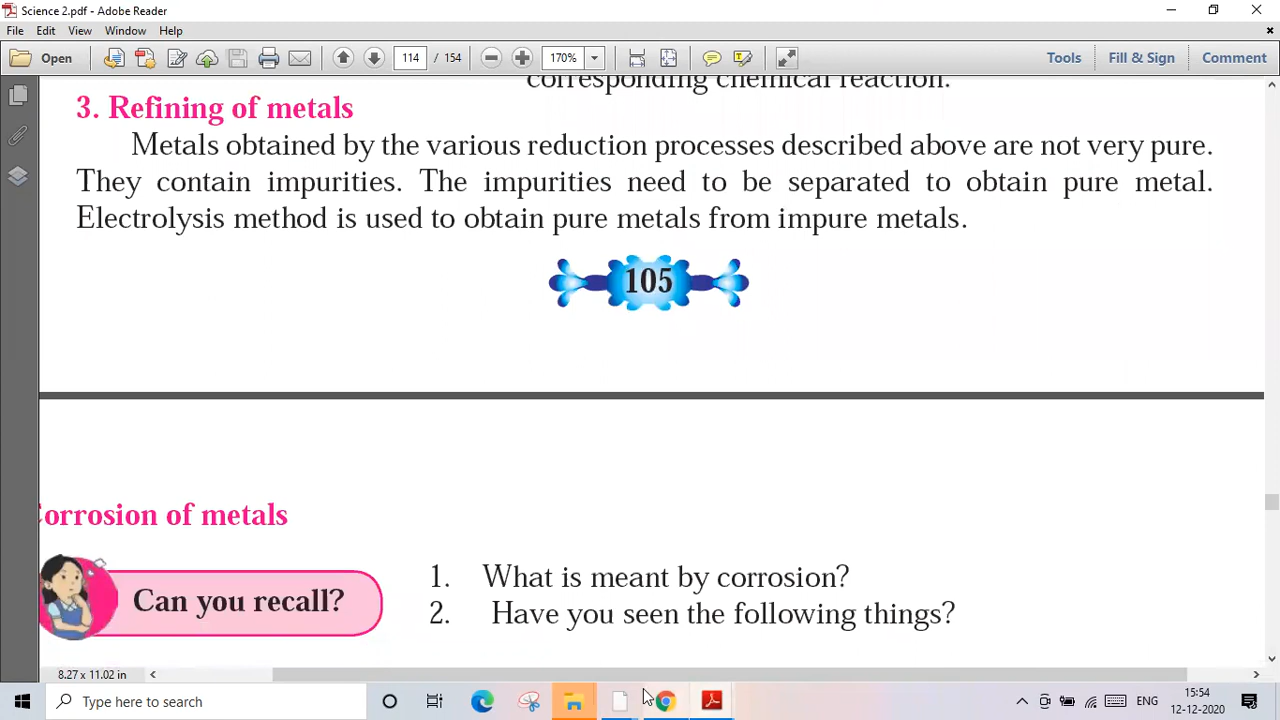 Science 2.pdf - Adobe Reader
File Edit View Window Help
Open 114 / 154 170% Tools Fill & Sign Comment
corresponding chemical reaction.
3. Refining of metals
Metals obtained by the various reduction processes described above are not very pure.
They contain impurities. The impurities need to be separated to obtain pure metal.
Electrolysis method is used to obtain pure metals from impure metals.
105
Corrosion of metals
Can you recall?
1. What is meant by corrosion?
2. Have you seen the following things?
8.27 x 11.02 in
Type here to search
ENG
15:54
12-12-2020